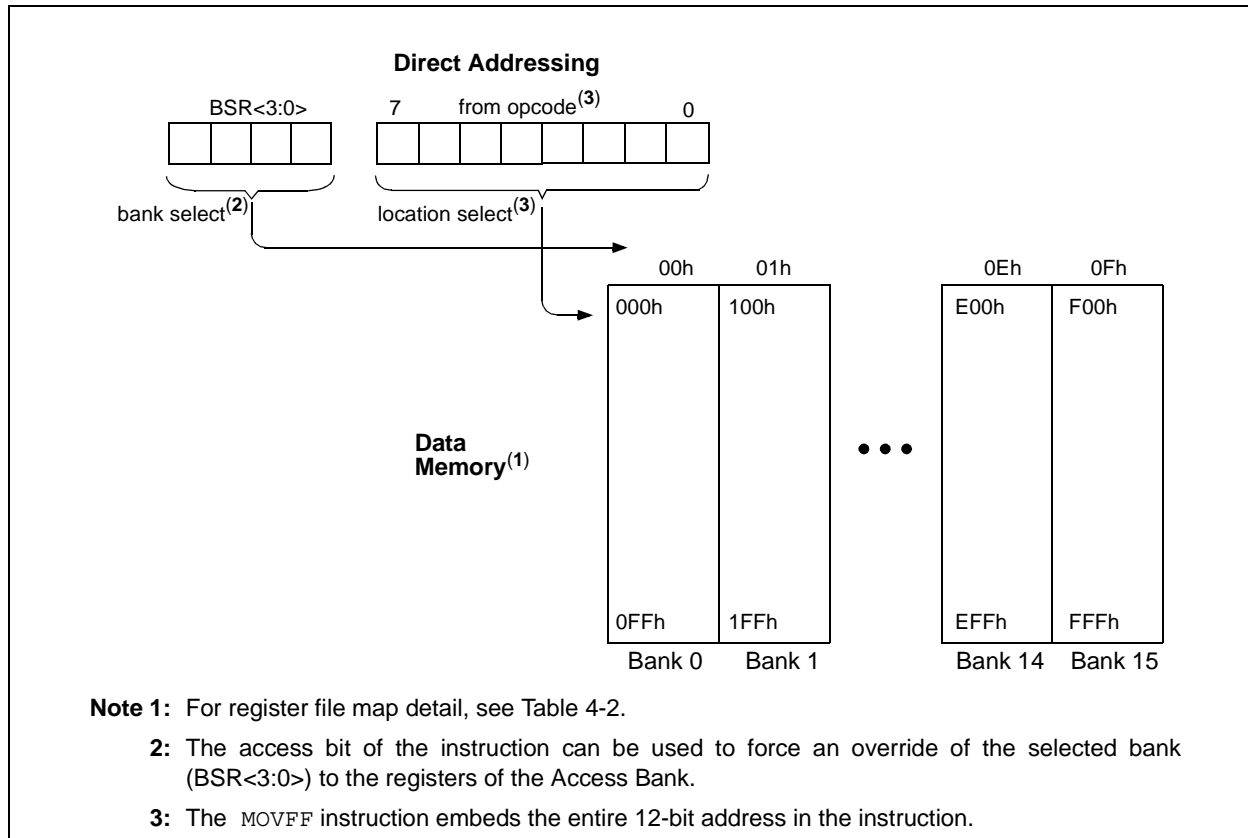 Direct Addressing
BSR<3:0>
7 from opcode(3) 0
bank select(2)
location select(3)
00h 01h 0Eh 0Fh
000h 100h E00h F00h
Data
Memory(1)
0FFh 1FFh EFFh FFFh
Bank 0 Bank 1 Bank 14 Bank 15
Note 1: For register file map detail, see Table 4-2.
2: The access bit of the instruction can be used to force an override of the selected bank
(BSR<3:0>) to the registers of the Access Bank.
3: The MOVFF instruction embeds the entire 12-bit address in the instruction.